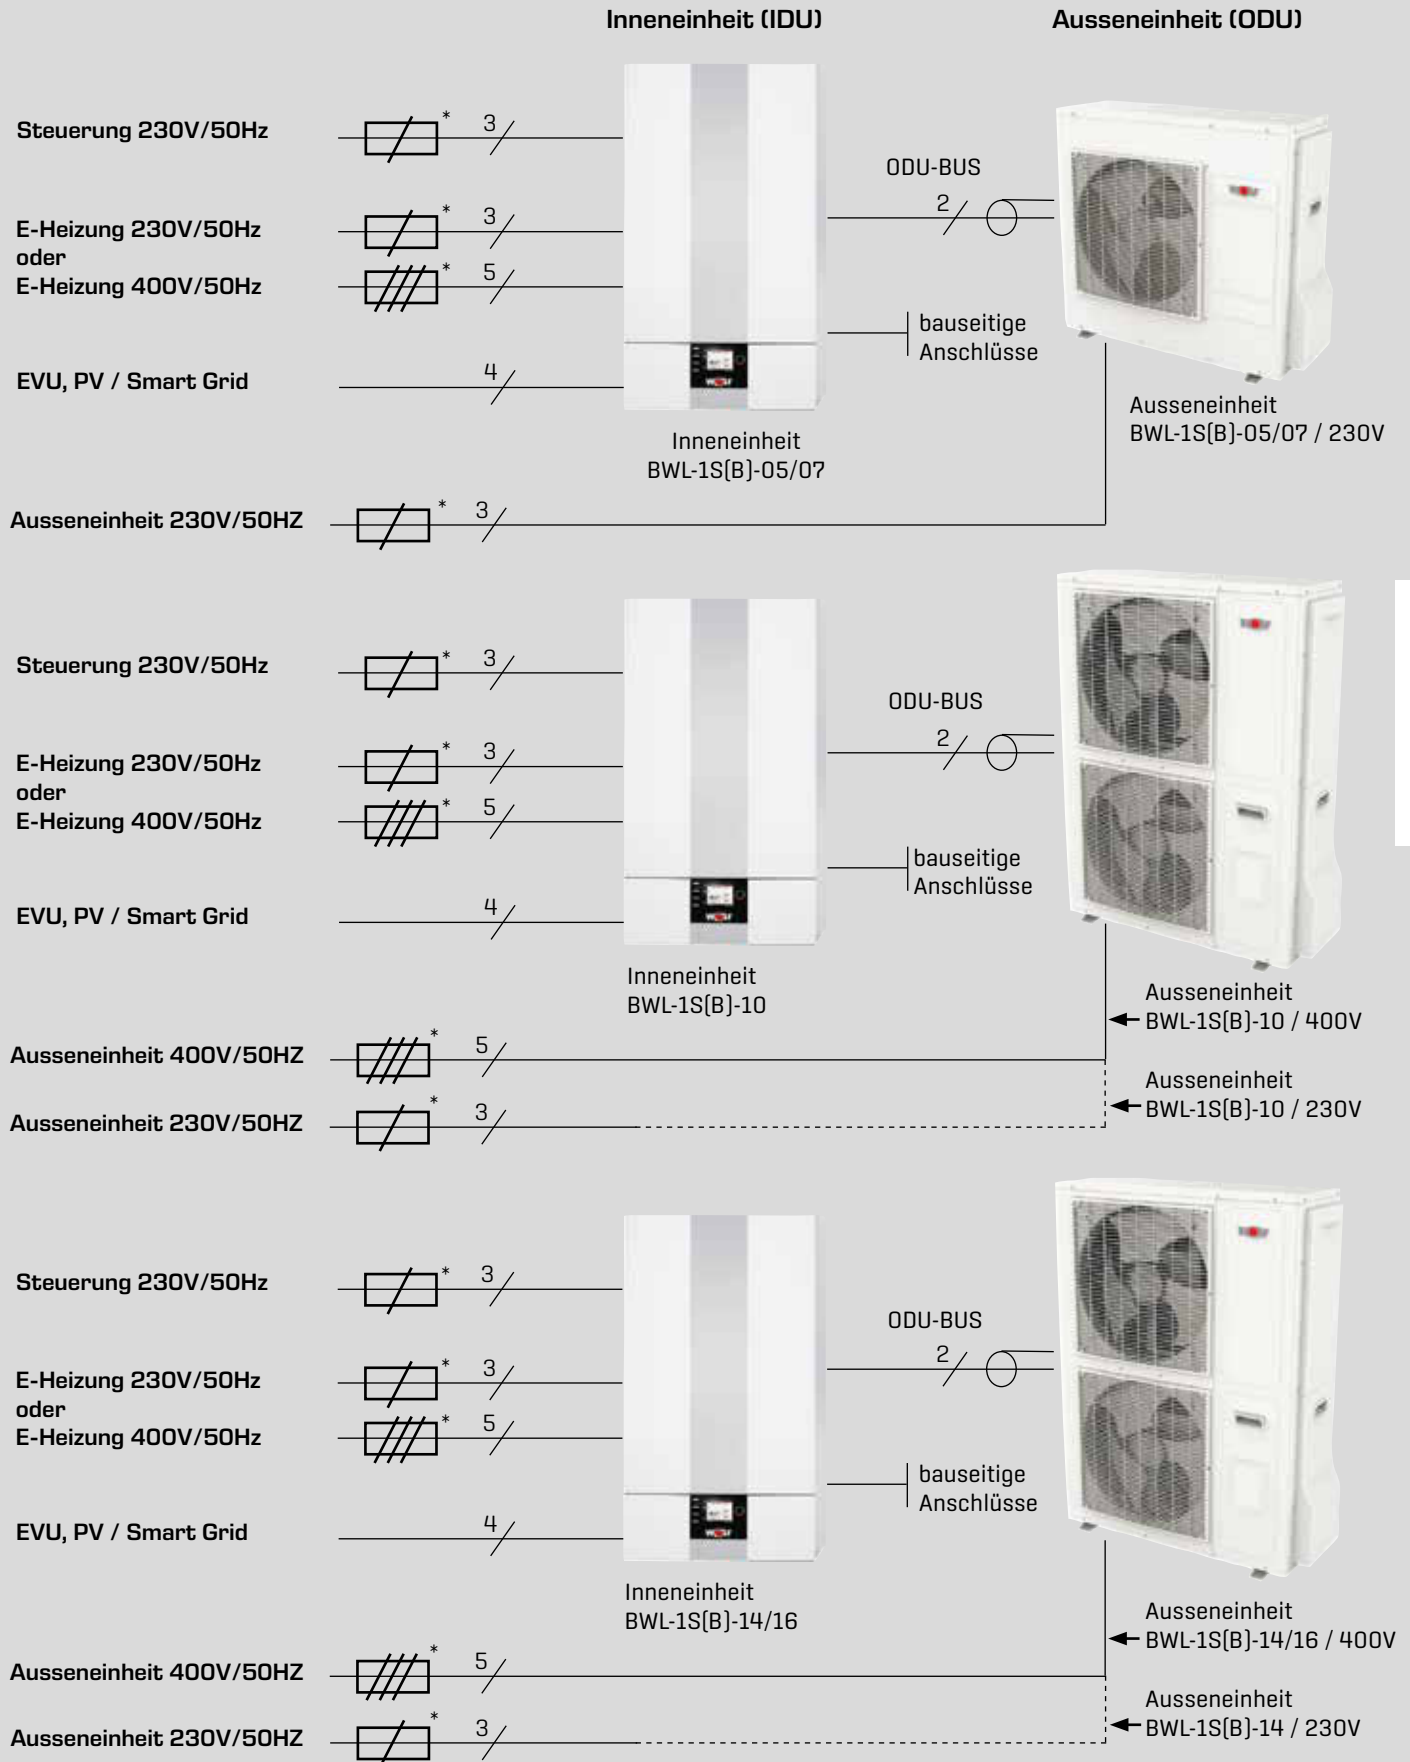 Inneneinheit (IDU)
Ausseneinheit (ODU)
Steuerung 230V/50Hz
* 3
E-Heizung 230V/50Hz
* 3
oder
E-Heizung 400V/50Hz
* 5
EVU, PV / Smart Grid
4
ODU-BUS
2
bauseitige
Anschlüsse
Inneneinheit
BWL-1S(B)-05/07
Ausseneinheit
BWL-1S(B)-05/07 / 230V
Ausseneinheit 230V/50HZ
* 3
Steuerung 230V/50Hz
* 3
E-Heizung 230V/50Hz
* 3
oder
E-Heizung 400V/50Hz
* 5
EVU, PV / Smart Grid
4
ODU-BUS
2
bauseitige
Anschlüsse
Inneneinheit
BWL-1S(B)-10
Ausseneinheit
BWL-1S(B)-10 / 400V
Ausseneinheit 400V/50HZ
* 5
Ausseneinheit
BWL-1S(B)-10 / 230V
Ausseneinheit 230V/50HZ
* 3
Steuerung 230V/50Hz
* 3
E-Heizung 230V/50Hz
* 3
oder
E-Heizung 400V/50Hz
* 5
EVU, PV / Smart Grid
4
ODU-BUS
2
bauseitige
Anschlüsse
Inneneinheit
BWL-1S(B)-14/16
Ausseneinheit
BWL-1S(B)-14/16 / 400V
Ausseneinheit 400V/50HZ
* 5
Ausseneinheit
BWL-1S(B)-14 / 230V
Ausseneinheit 230V/50HZ
* 3